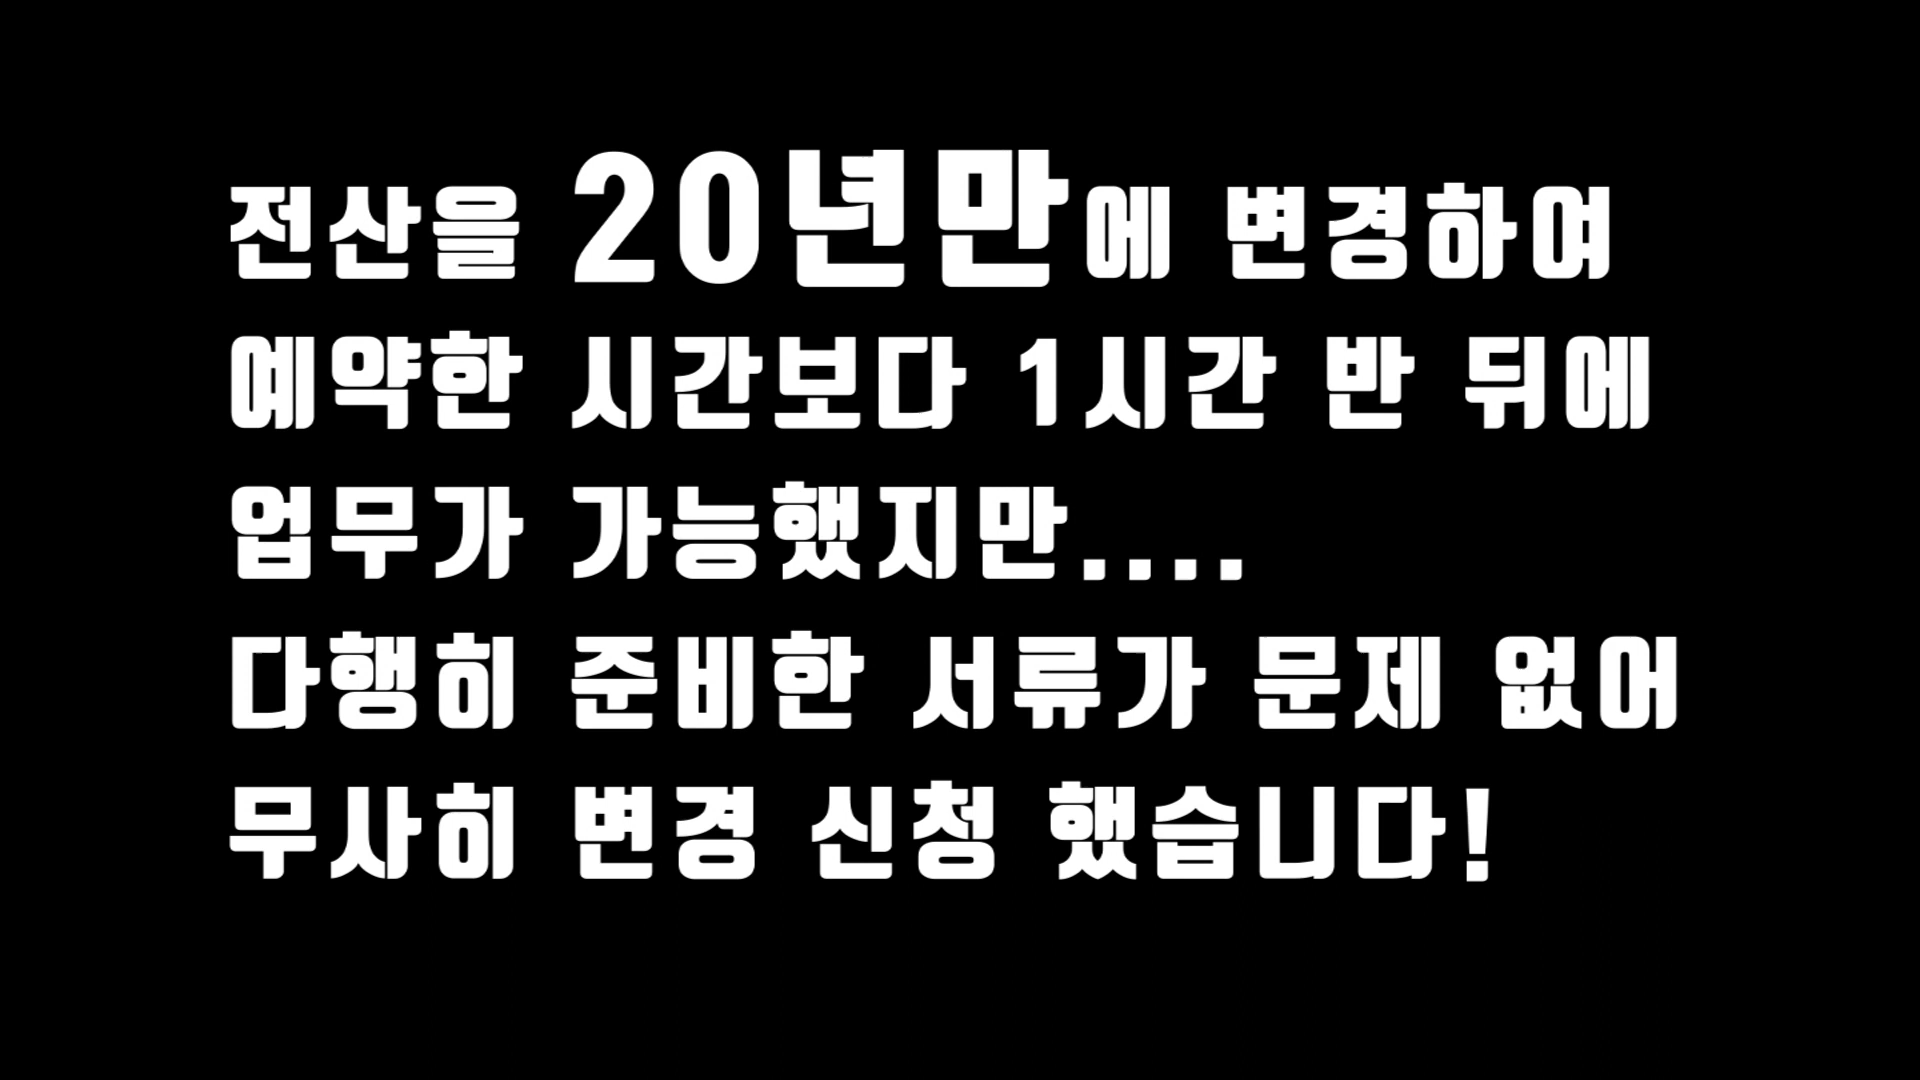 전산을 20년만에 변경하여
예약한 시간보다 1시간 반 뒤에
업무가 가능했지만....
다행히 준비한 서류가 문제 없어
무사히 변경 신청 했습니다!